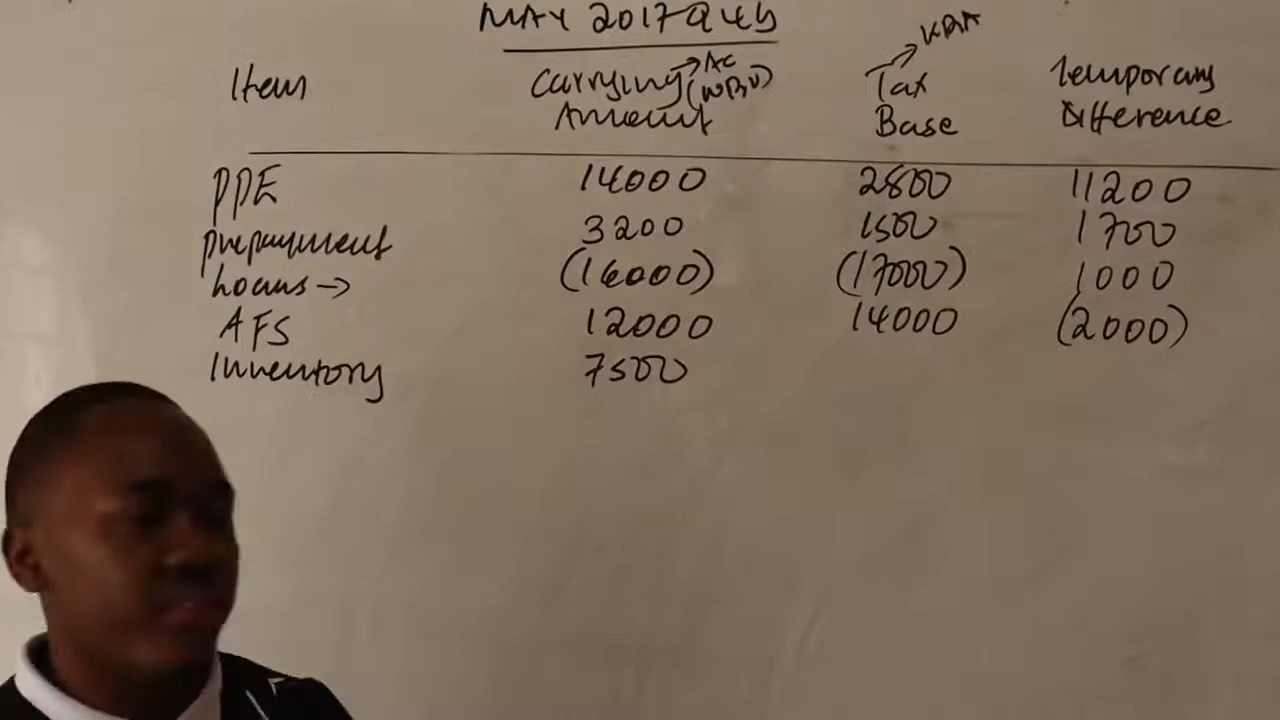 MAY 2017 Q4b
Item Carrying Amount → AC (WBV) Tax Base → KRA Temporary Difference
PPE 14000 2800 11200
prepayment 3200 1500 1700
Loans → (16000) (17000) 1000
AFS 12000 14000 (2000)
Inventory 7500